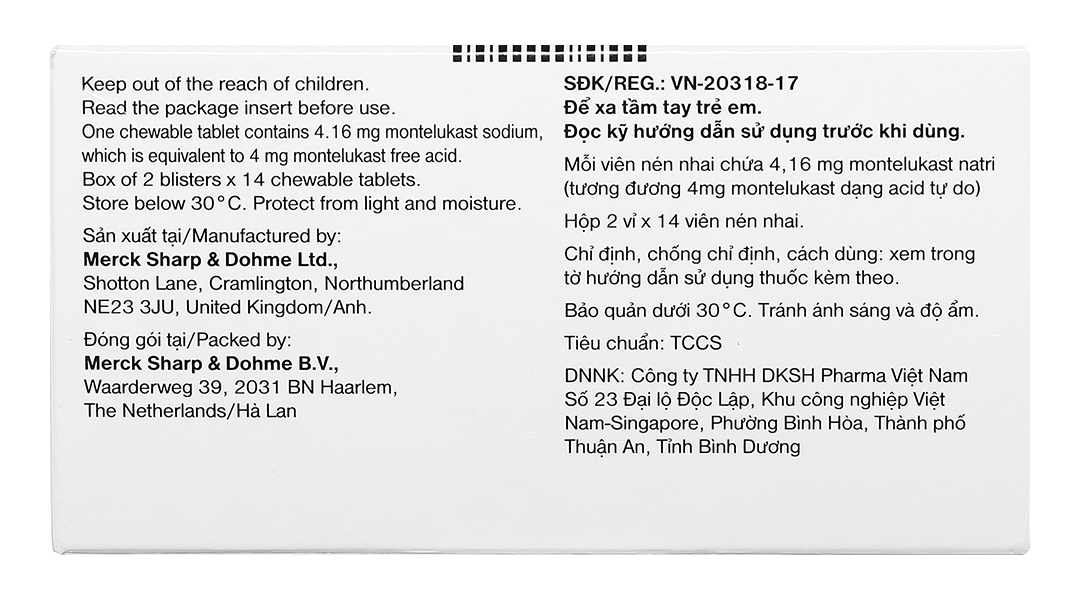 Keep out of the reach of children.
Read the package insert before use.
One chewable tablet contains 4.16 mg montelukast sodium,
which is equivalent to 4 mg montelukast free acid.
Box of 2 blisters x 14 chewable tablets.
Store below 30°C. Protect from light and moisture.
Sản xuất tại/Manufactured by:
Merck Sharp & Dohme Ltd.,
Shotton Lane, Cramlington, Northumberland
NE23 3JU, United Kingdom/Anh.
Đóng gói tại/Packed by:
Merck Sharp & Dohme B.V.,
Waarderweg 39, 2031 BN Haarlem,
The Netherlands/Hà Lan
SĐK/REG.: VN-20318-17
Để xa tầm tay trẻ em.
Đọc kỹ hướng dẫn sử dụng trước khi dùng.
Mỗi viên nén nhai chứa 4,16 mg montelukast natri
(tương đương 4mg montelukast dạng acid tự do)
Hộp 2 vỉ x 14 viên nén nhai.
Chỉ định, chống chỉ định, cách dùng: xem trong
tờ hướng dẫn sử dụng thuốc kèm theo.
Bảo quản dưới 30°C. Tránh ánh sáng và độ ẩm.
Tiêu chuẩn: TCCS
DNNK: Công ty TNHH DKSH Pharma Việt Nam
Số 23 Đại lộ Độc Lập, Khu công nghiệp Việt
Nam-Singapore, Phường Bình Hòa, Thành phố
Thuận An, Tỉnh Bình Dương